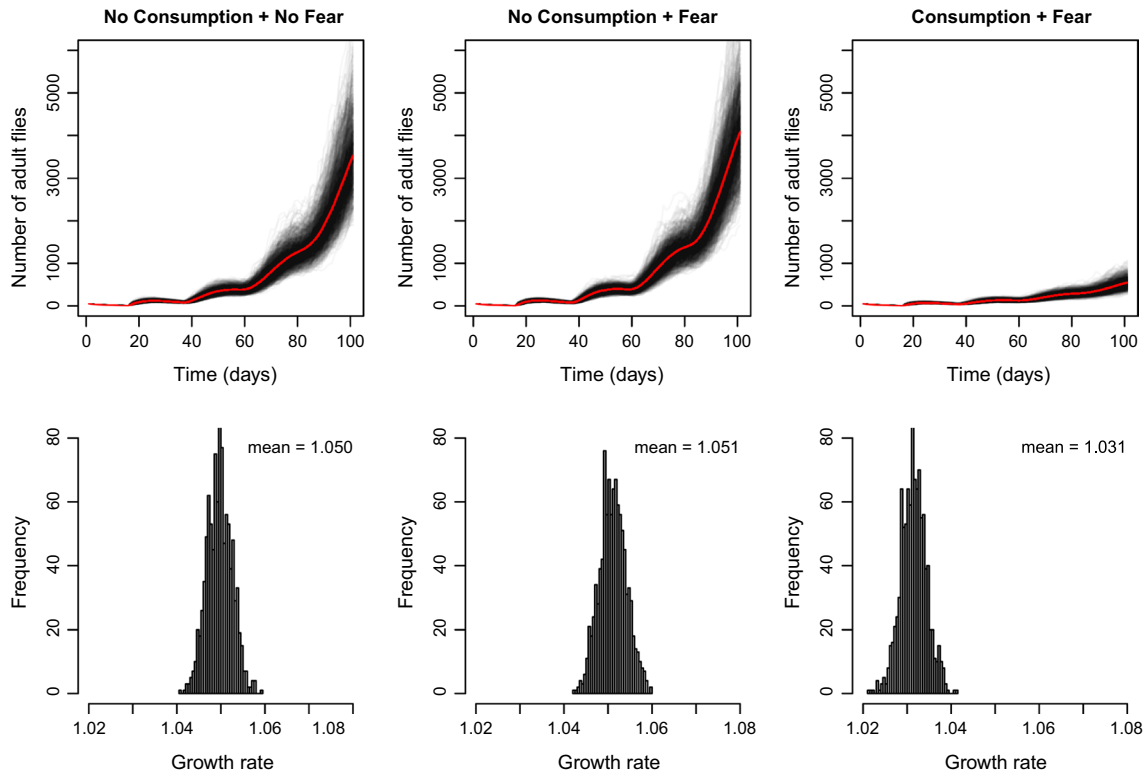 No Consumption + No Fear
No Consumption + Fear
Consumption + Fear
Number of adult flies
0 1000 3000 5000
0 20 40 60 80 100
Time (days)
Number of adult flies
0 1000 3000 5000
0 20 40 60 80 100
Time (days)
Number of adult flies
0 1000 3000 5000
0 20 40 60 80 100
Time (days)
mean = 1.050
Frequency
0 20 40 60 80
1.02 1.04 1.06 1.08
Growth rate
mean = 1.051
Frequency
0 20 40 60 80
1.02 1.04 1.06 1.08
Growth rate
mean = 1.031
Frequency
0 20 40 60 80
1.02 1.04 1.06 1.08
Growth rate